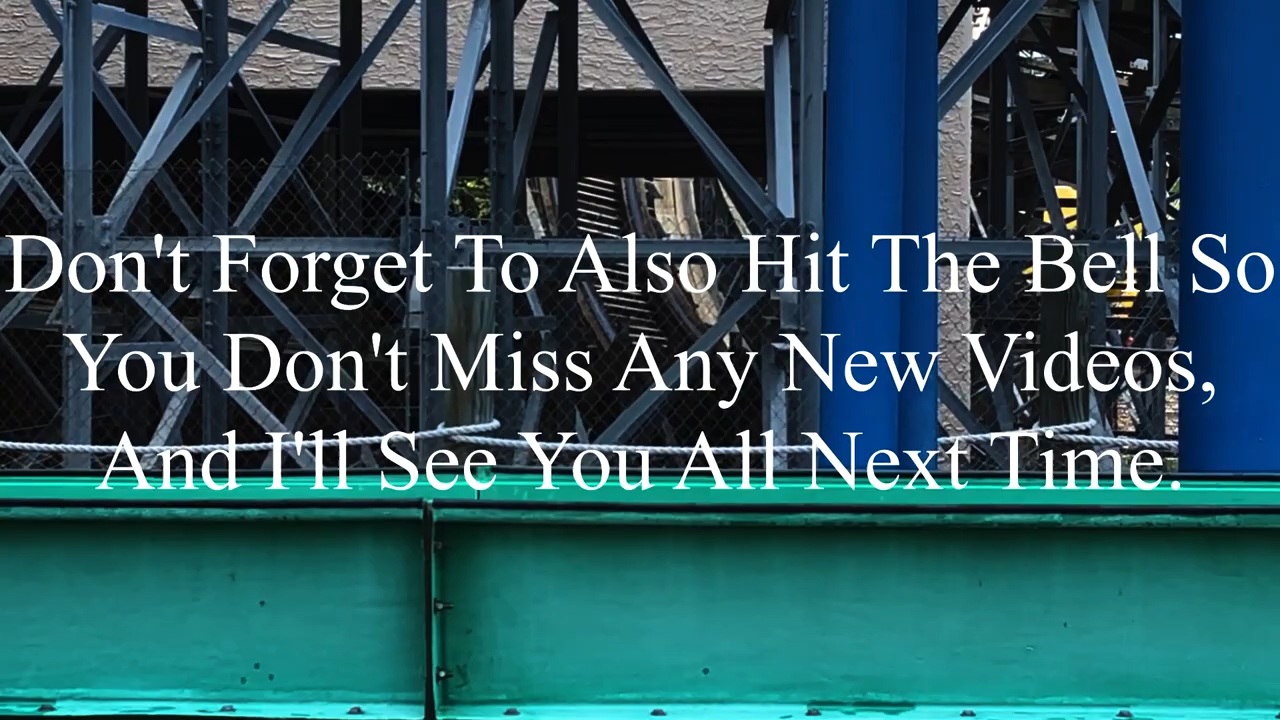 Don't Forget To Also Hit The Bell So
You Don't Miss Any New Videos,
And I'll See You All Next Time.